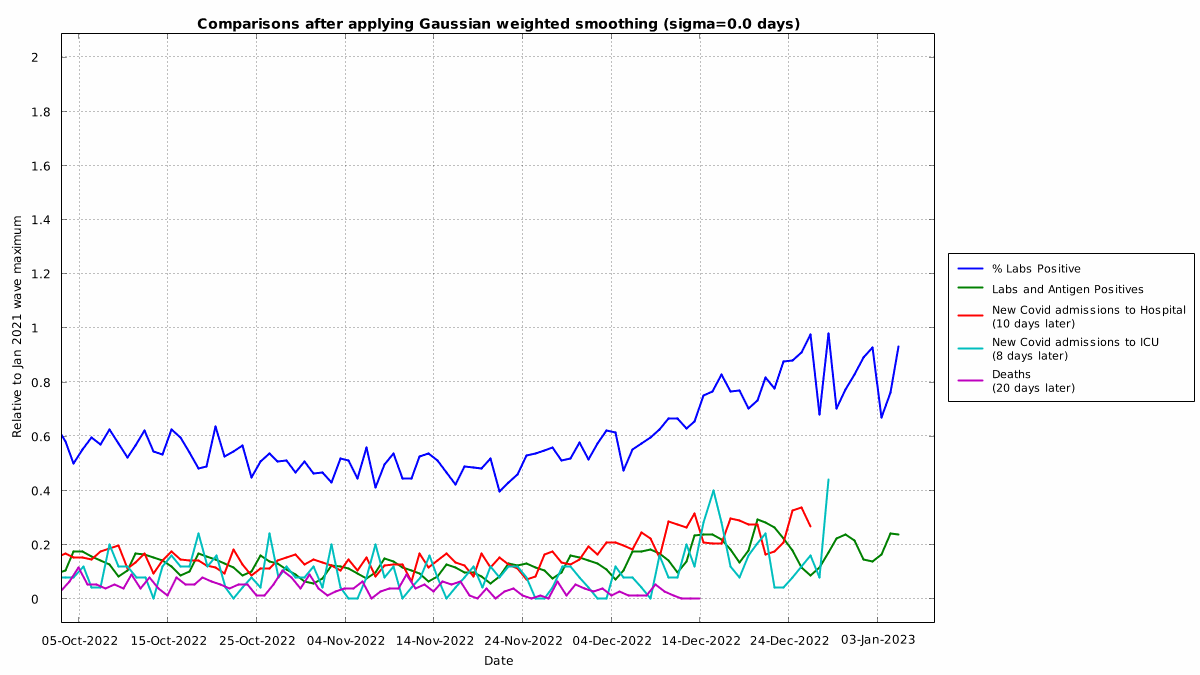 Comparisons after applying Gaussian weighted smoothing (sigma=0.0 days)
Relative to Jan 2021 wave maximum
2
1.8
1.6
1.4
1.2
1
0.8
0.6
0.4
0.2
0
05-Oct-2022 15-Oct-2022 25-Oct-2022 04-Nov-2022 14-Nov-2022 24-Nov-2022 04-Dec-2022 14-Dec-2022 24-Dec-2022 03-Jan-2023
Date
% Labs Positive
Labs and Antigen Positives
New Covid admissions to Hospital
(10 days later)
New Covid admissions to ICU
(8 days later)
Deaths
(20 days later)